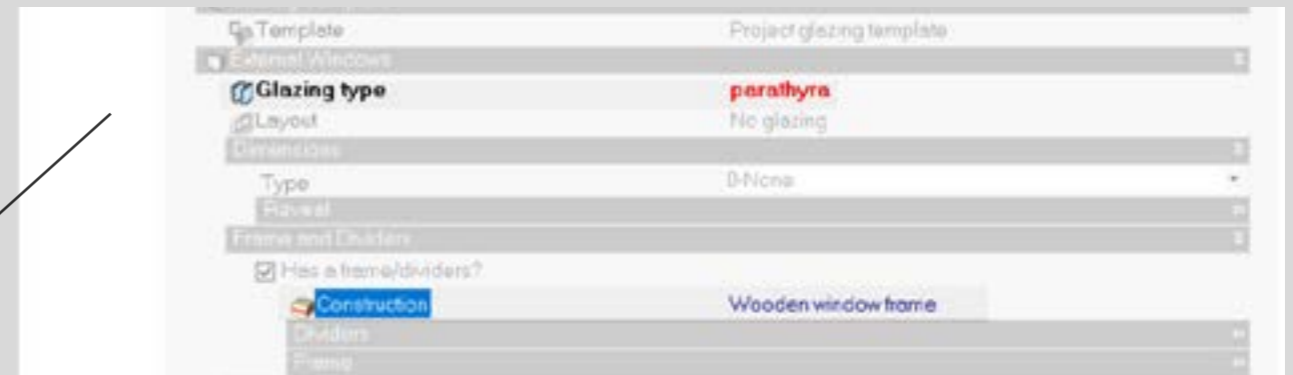 Template Project glazing template
External Windows
Glazing type parathyra
Layout No glazing
Dimensions
Type 0-None
Reveal
Frame and Dividers
Has a frame/dividers?
Construction Wooden window frame
Dividers
Frame